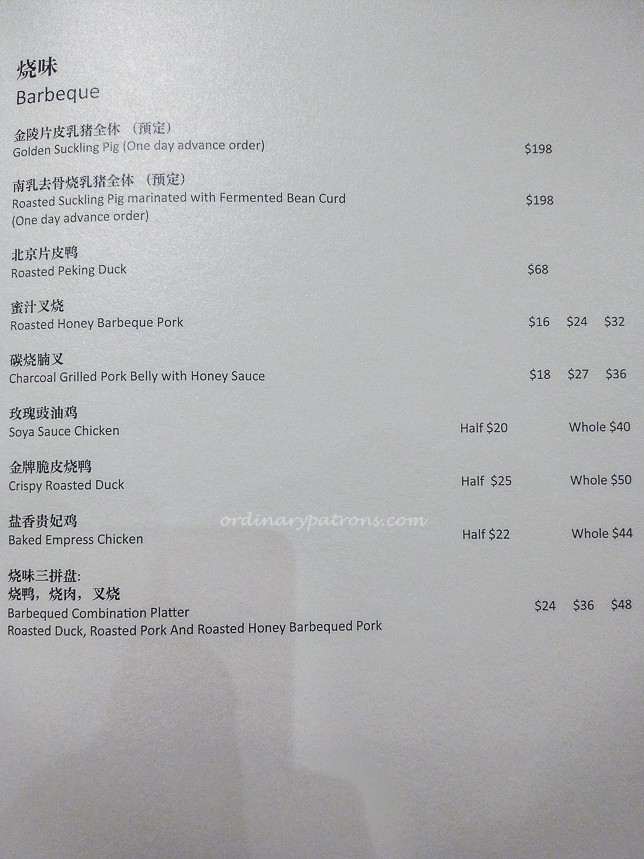 烧味
Barbeque
金陵片皮乳猪全体 （预定）
Golden Suckling Pig (One day advance order) $198
南乳去骨烧乳猪全体 （预定）
Roasted Suckling Pig marinated with Fermented Bean Curd $198
(One day advance order)
北京片皮鸭
Roasted Peking Duck $68
蜜汁叉烧
Roasted Honey Barbeque Pork $16 $24 $32
碳烧腩叉
Charcoal Grilled Pork Belly with Honey Sauce $18 $27 $36
玫瑰豉油鸡
Soya Sauce Chicken Half $20 Whole $40
金牌脆皮烧鸭
Crispy Roasted Duck Half $25 Whole $50
ordinarypatrons.com
盐香贵妃鸡
Baked Empress Chicken Half $22 Whole $44
烧味三拼盘:
烧鸭，烧肉，叉烧
Barbequed Combination Platter $24 $36 $48
Roasted Duck, Roasted Pork And Roasted Honey Barbequed Pork